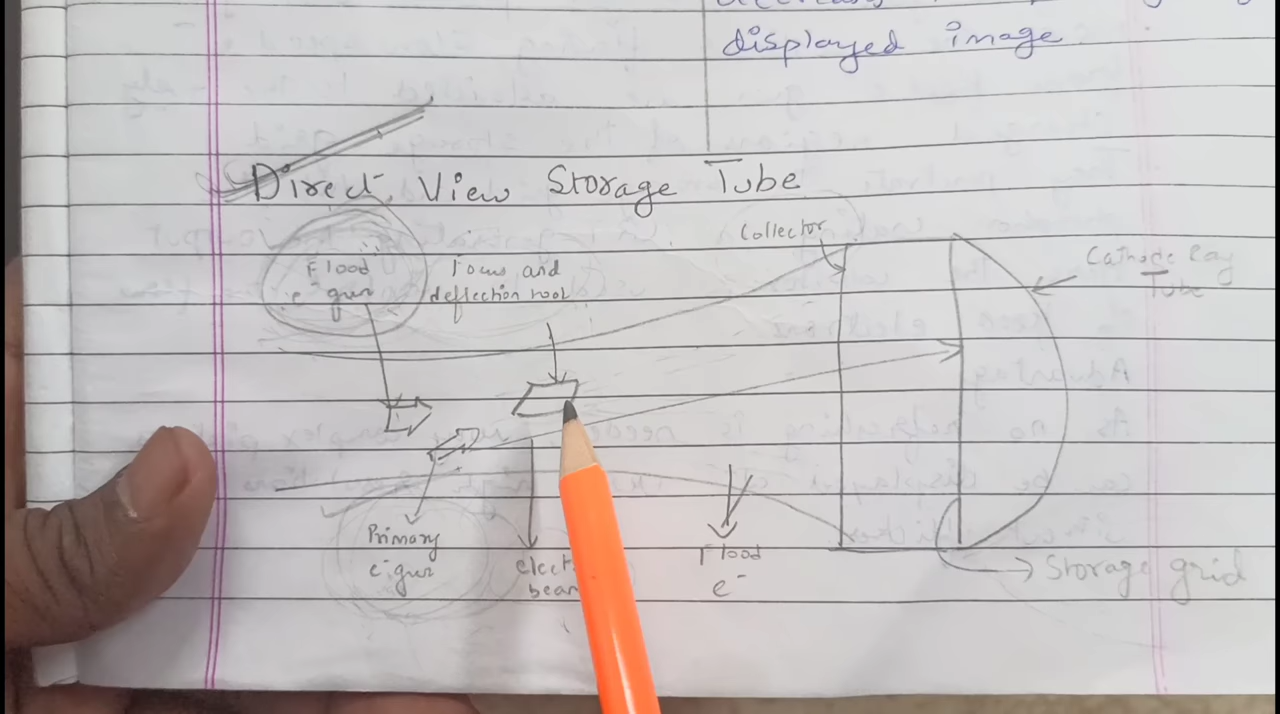 displayed image
Direct View Storage Tube
Collector
Flood
e⁻ gun
Focus and
deflection root
Cathode Ray
Tube
Primary
e⁻ gun
Flood
e⁻
Storage grid